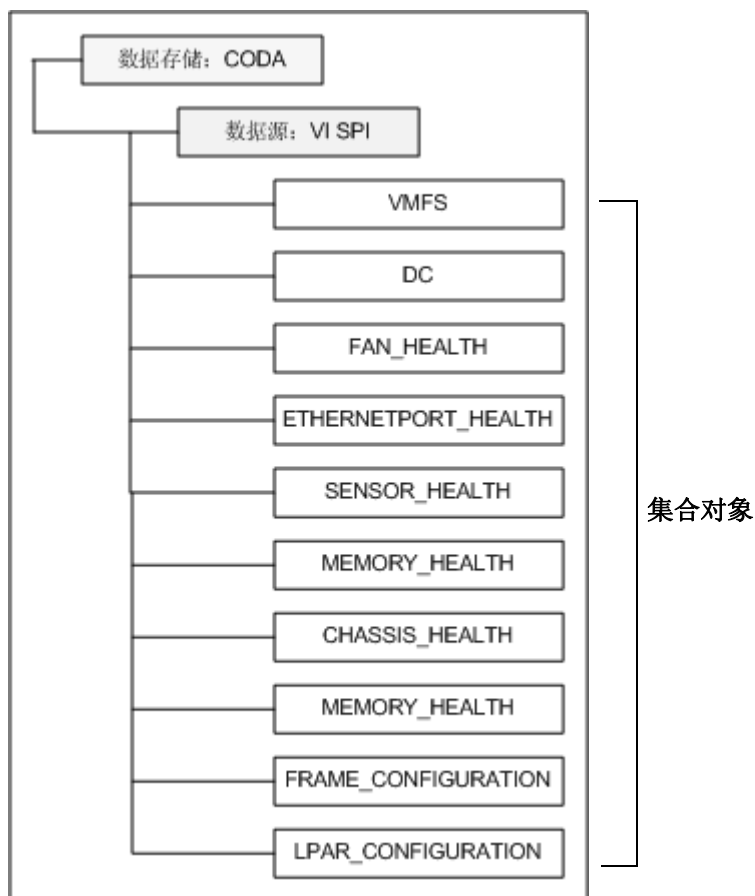 数据存储：CODA
数据源：VI SPI
VMFS
DC
FAN_HEALTH
ETHERNETPORT_HEALTH
SENSOR_HEALTH
MEMORY_HEALTH
CHASSIS_HEALTH
MEMORY_HEALTH
FRAME_CONFIGURATION
LPAR_CONFIGURATION
集合对象